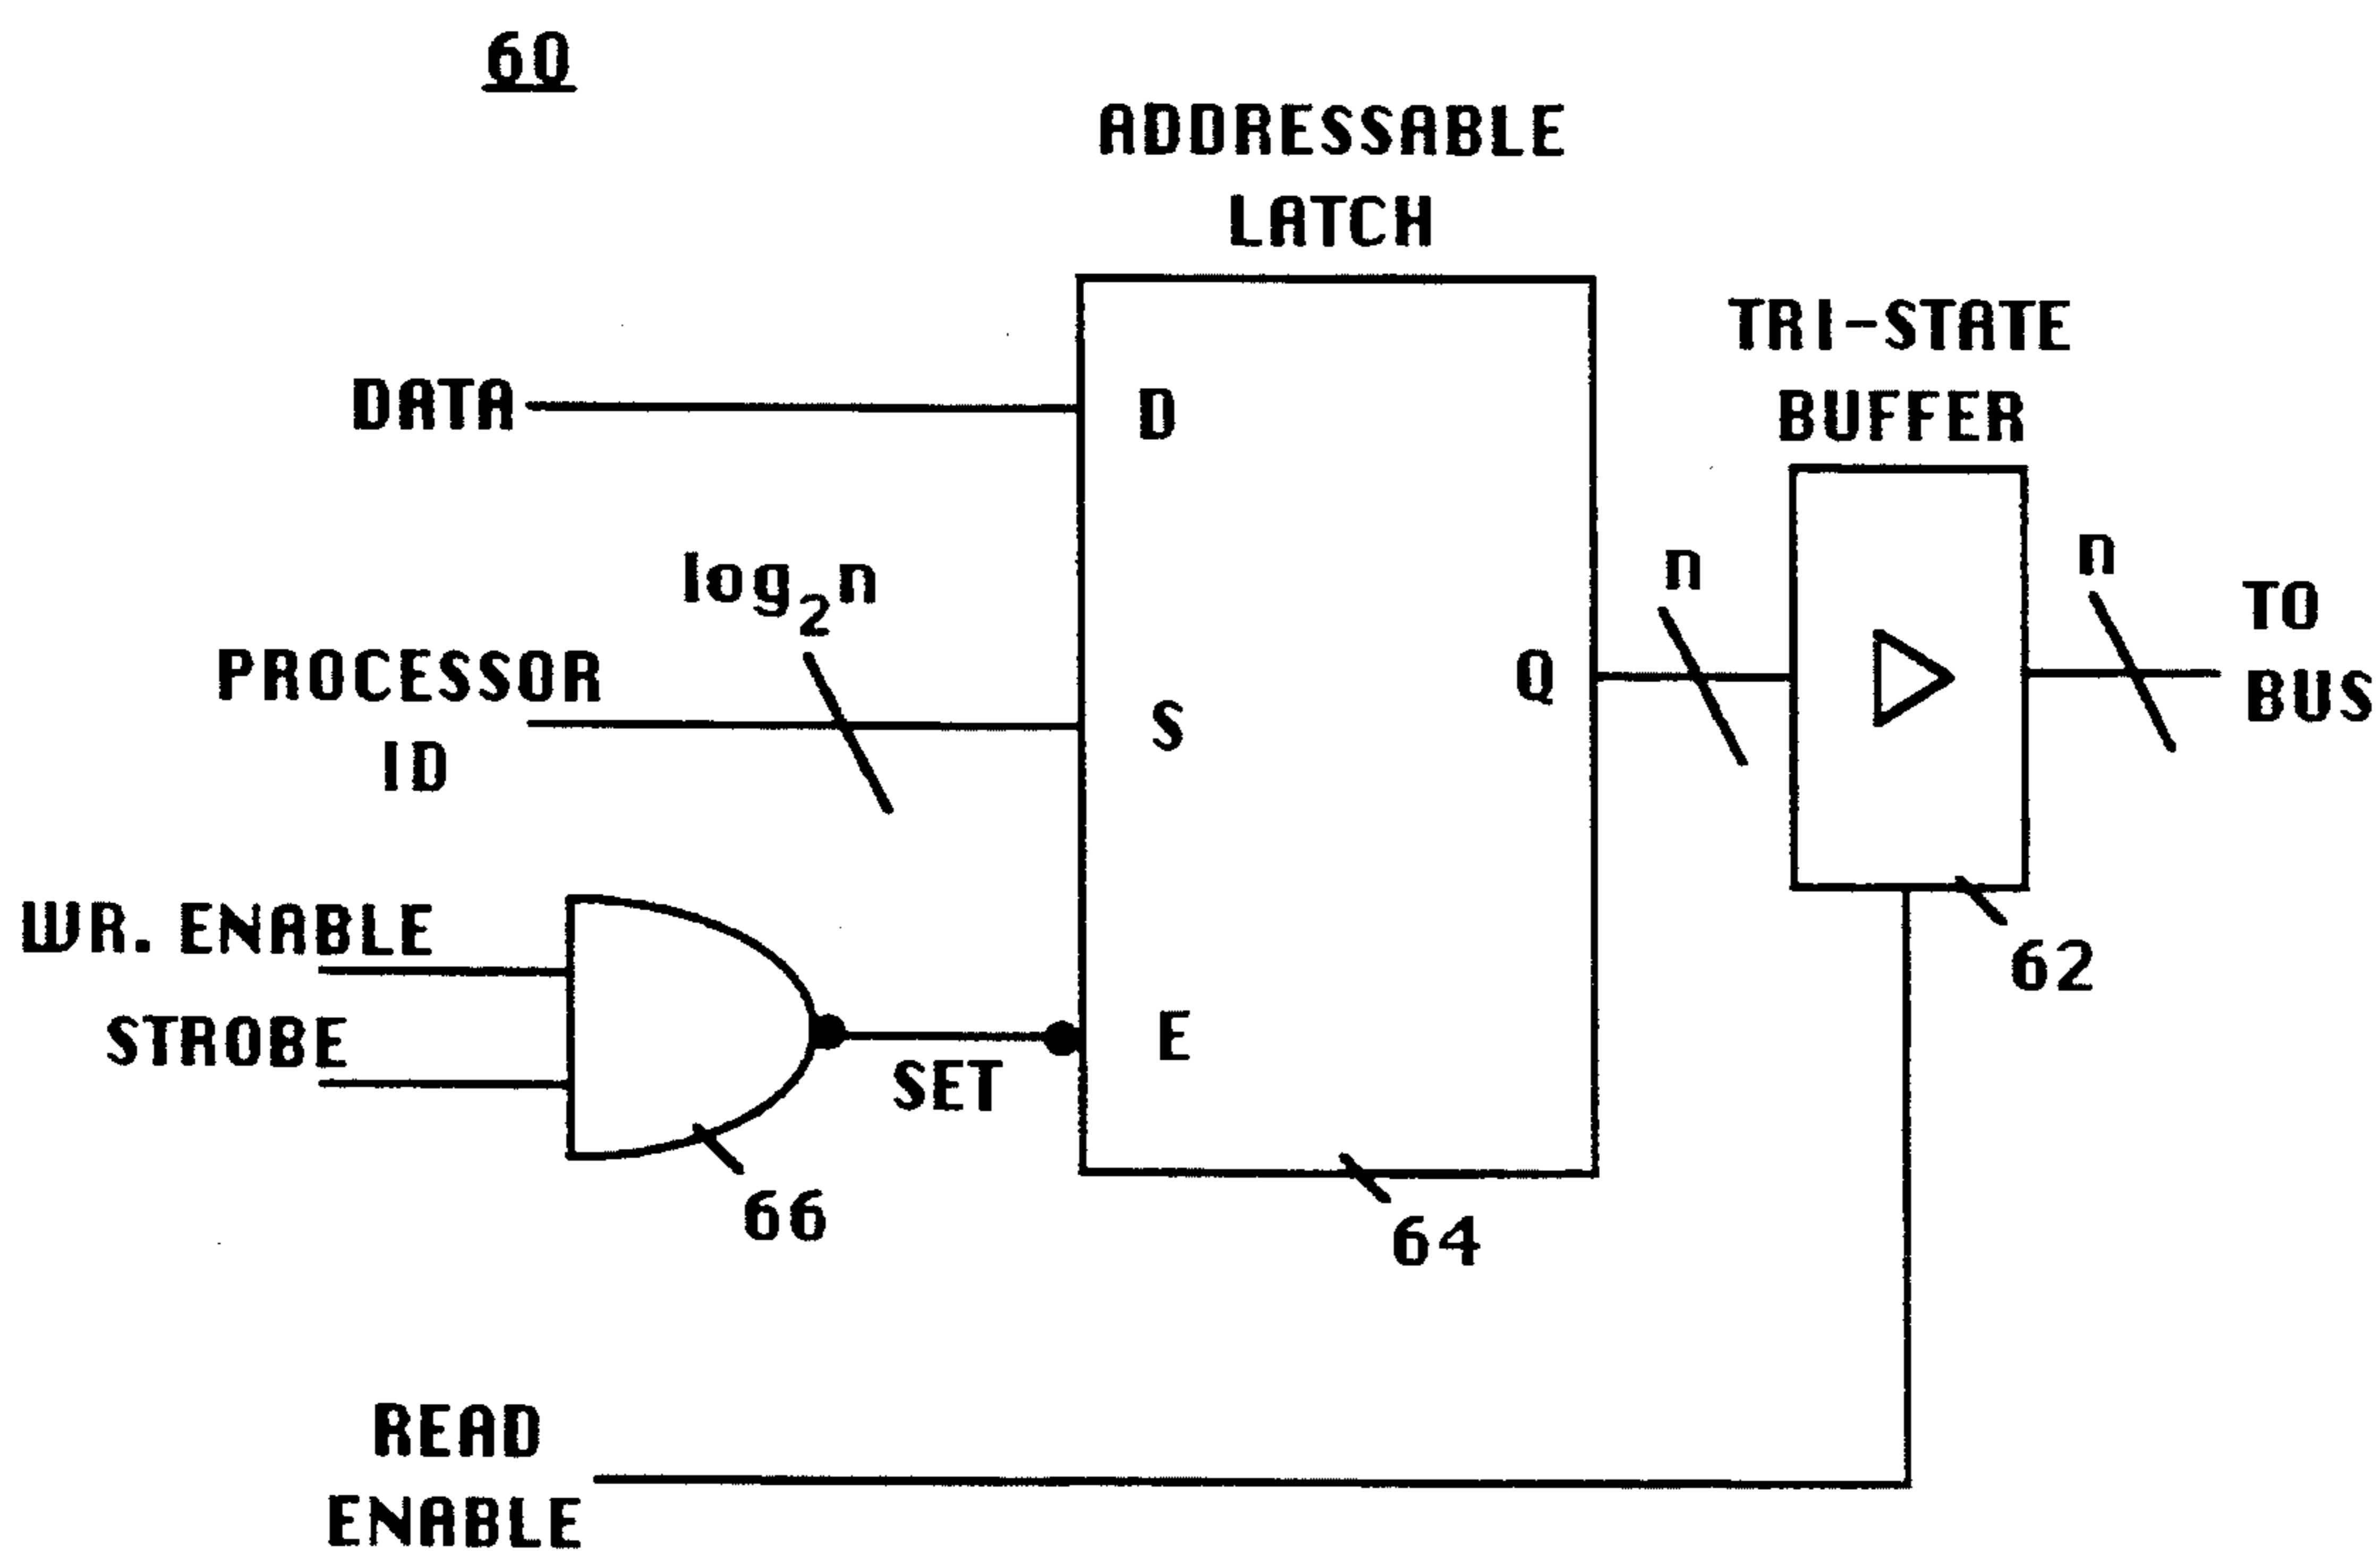 60
ADDRESSABLE
LATCH
TRI-STATE
BUFFER
DATA
D
log₂n
PROCESSOR
ID
S
Q
n
n
TO
BUS
WR. ENABLE
STROBE
SET
E
62
66
64
READ
ENABLE